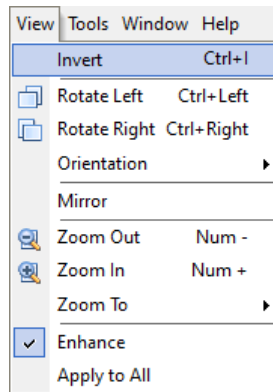 View Tools Window Help
Invert Ctrl+I
Rotate Left Ctrl+Left
Rotate Right Ctrl+Right
Orientation
Mirror
Zoom Out Num -
Zoom In Num +
Zoom To
Enhance
Apply to All